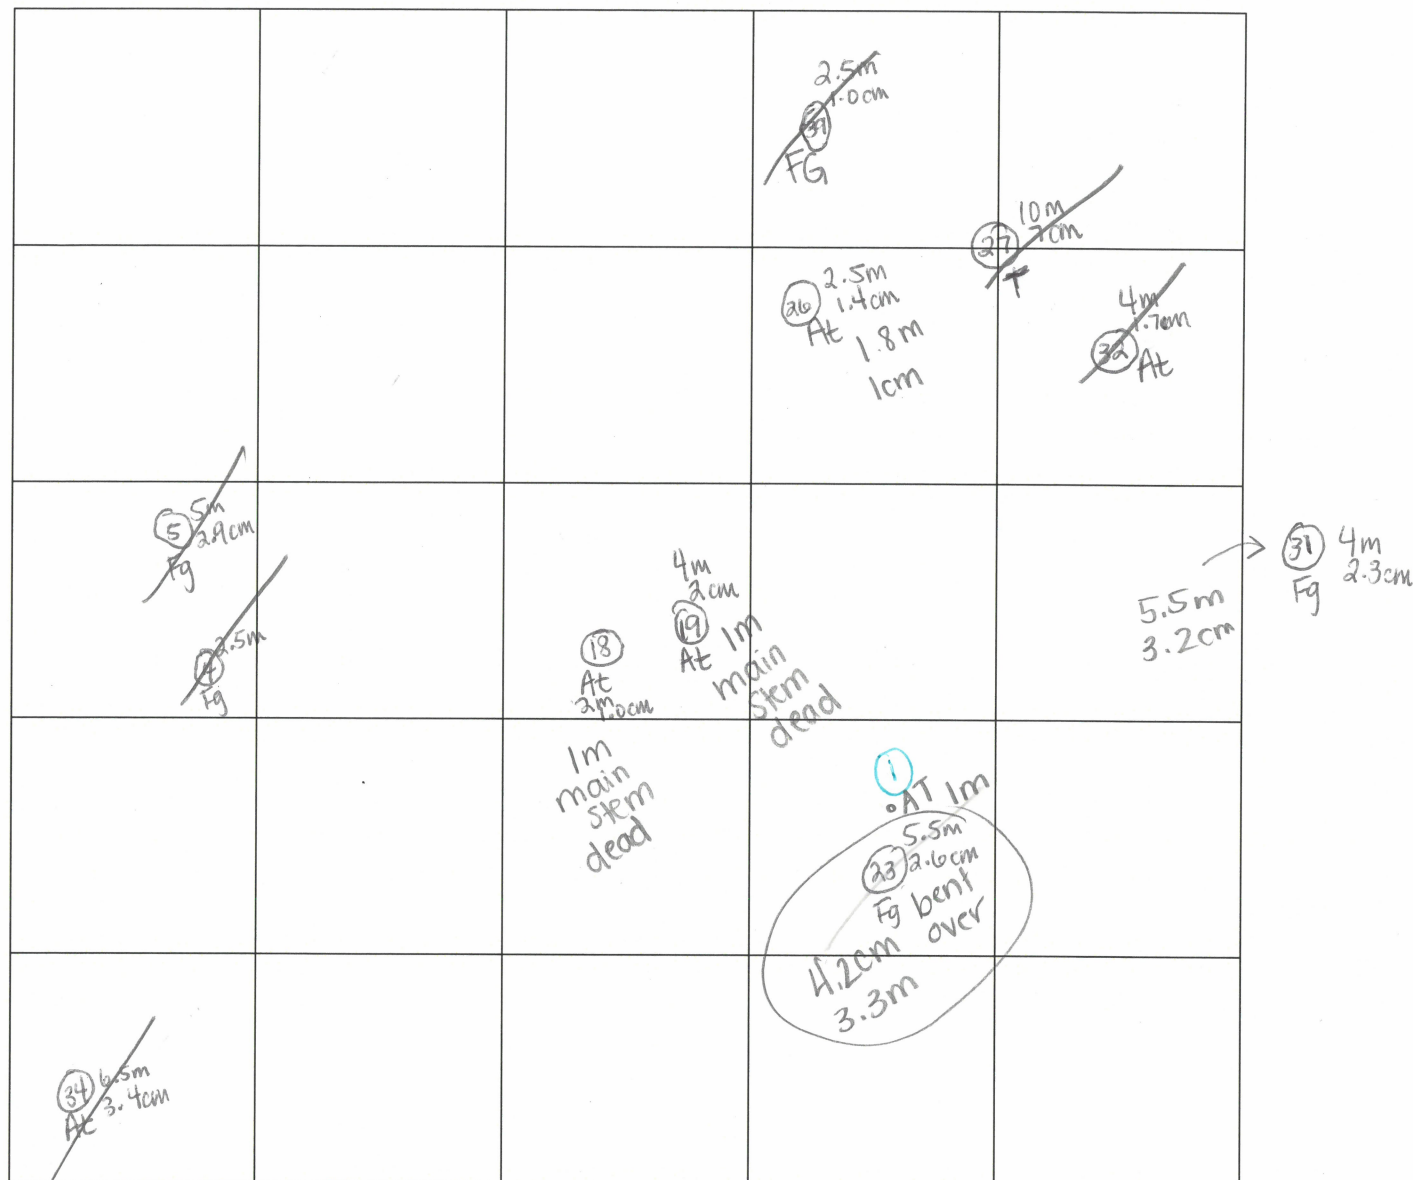 2.5m
1.0cm
FG
10m
7cm
27
T
2.5m
26
1.4cm
At
1.8m
1cm
4m
1.7cm
32
At
5m
5
2.9cm
Fg
2.5m
4
Fg
4m
2cm
19
At
1m
main
stem
dead
18
At
2m
1.0cm
1m
main
stem
dead
31
4m
2.3cm
Fg
5.5m
3.2cm
1
AT 1m
5.5m
23
2.6cm
Fg
bent
over
4.2cm
3.3m
34
6.5m
3.4cm
At